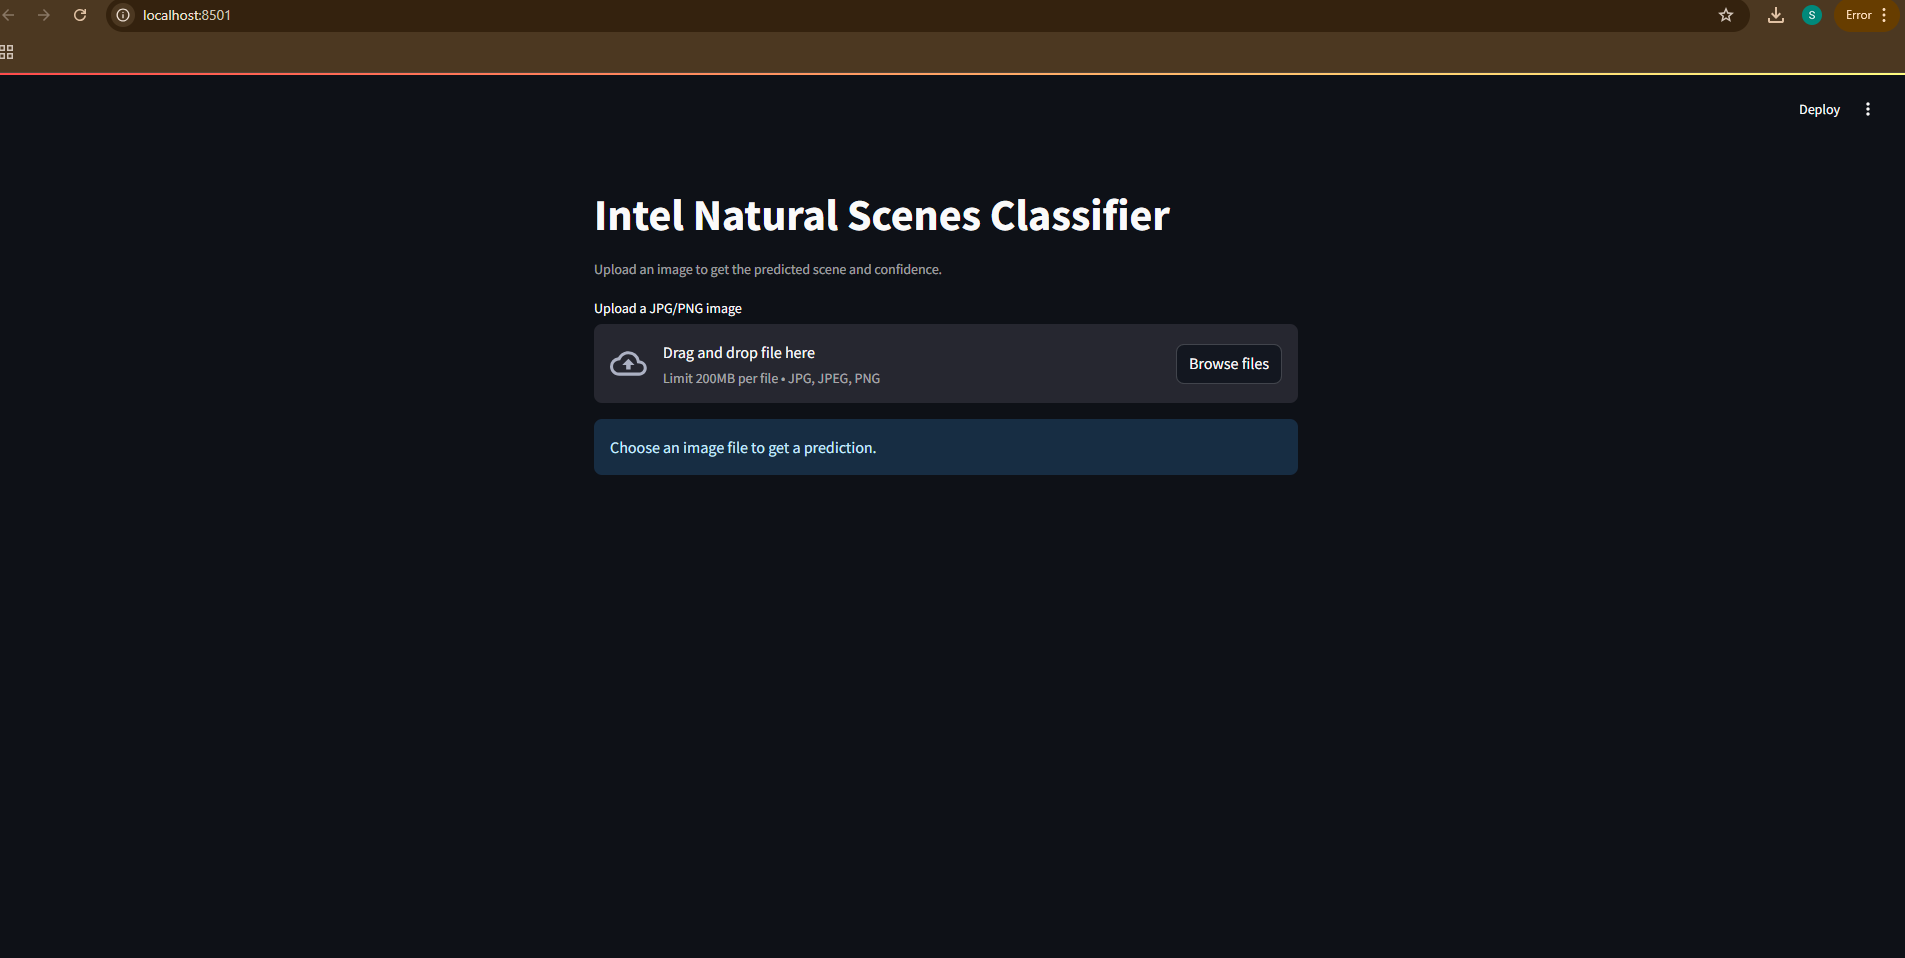 localhost:8501
S
Error
Deploy
Intel Natural Scenes Classifier
Upload an image to get the predicted scene and confidence.
Upload a JPG/PNG image
Drag and drop file here
Limit 200MB per file • JPG, JPEG, PNG
Browse files
Choose an image file to get a prediction.